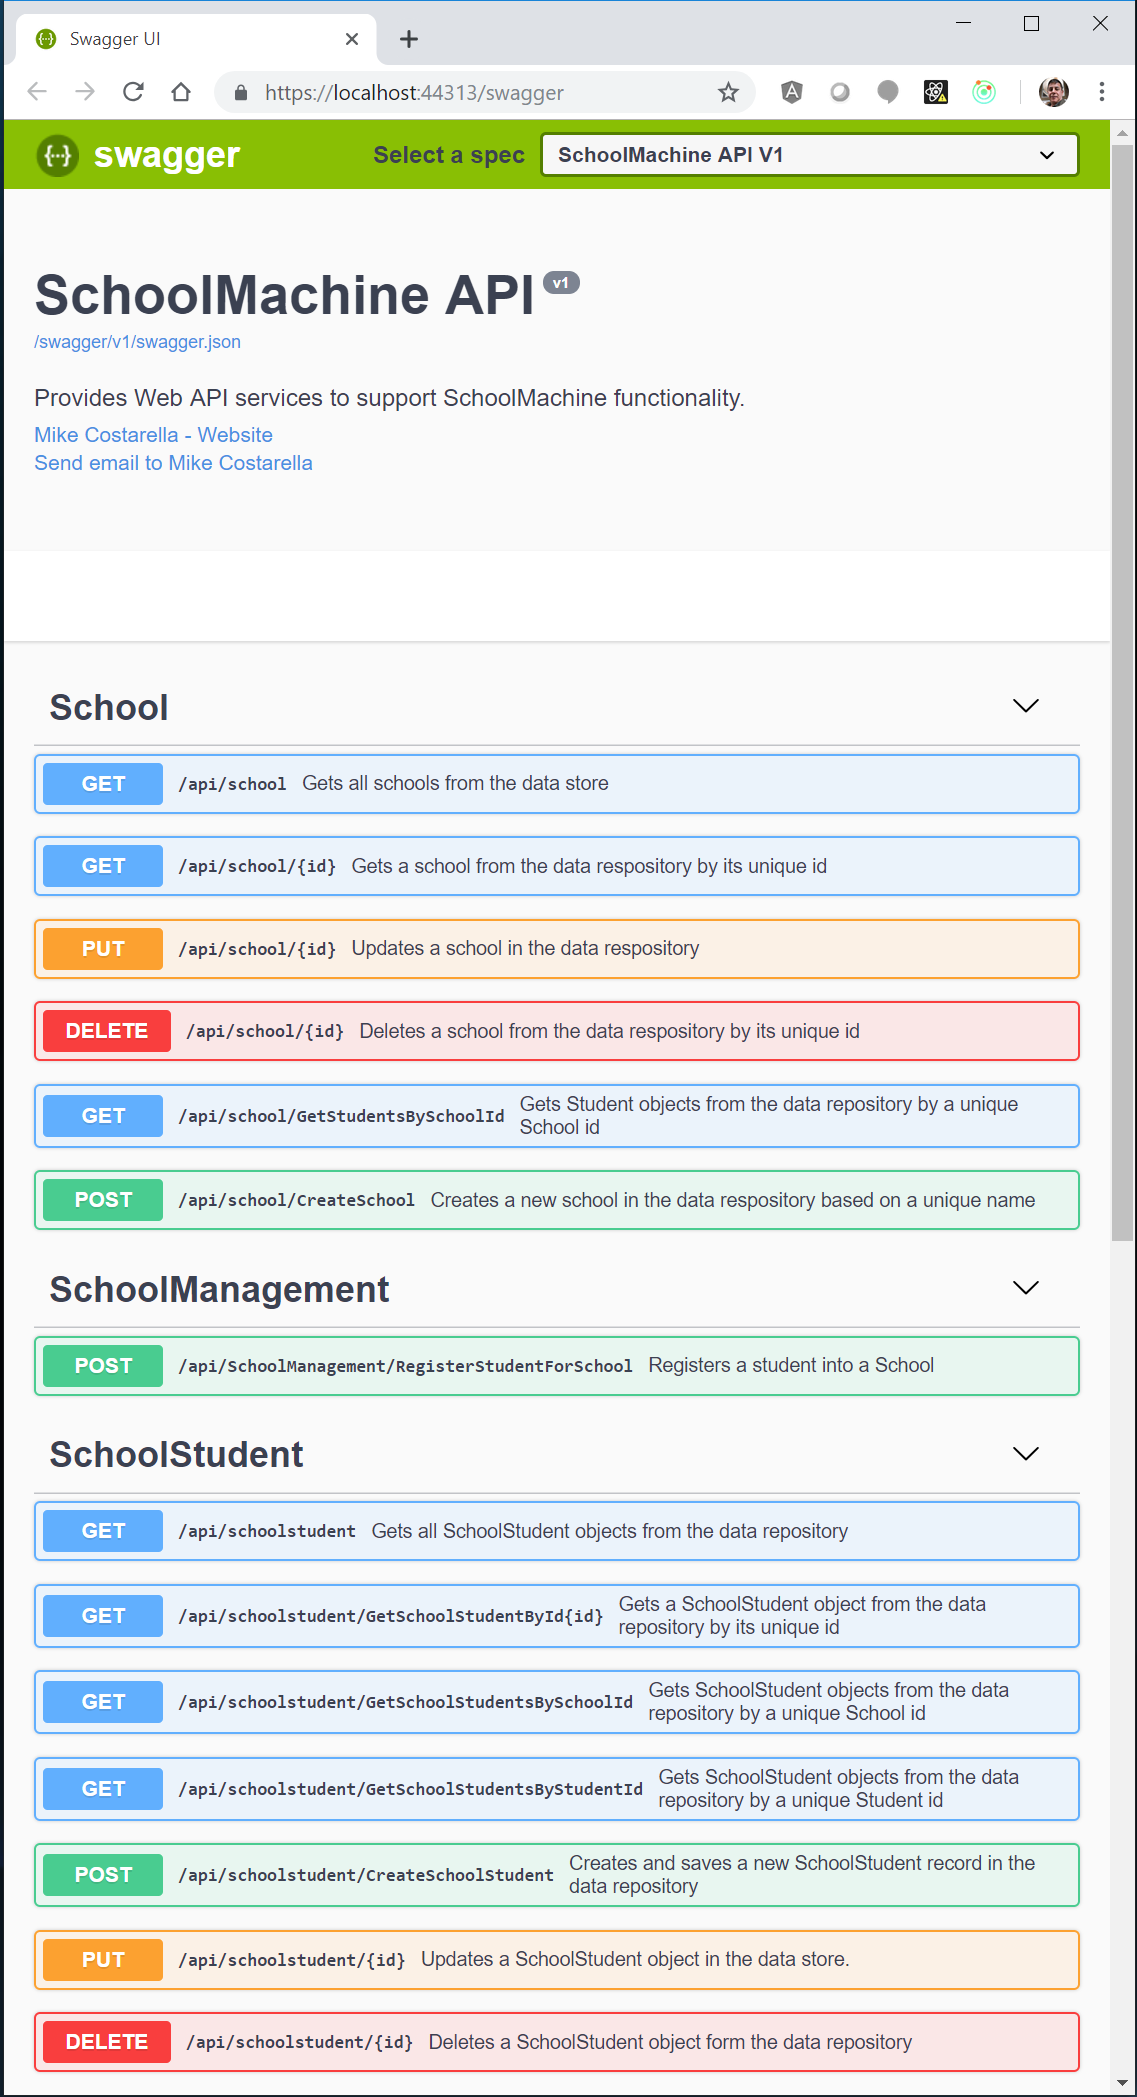 Swagger UI
https://localhost:44313/swagger
swagger
Select a spec
SchoolMachine API V1
SchoolMachine API v1
/swagger/v1/swagger.json
Provides Web API services to support SchoolMachine functionality.
Mike Costarella - Website
Send email to Mike Costarella
School
GET /api/school Gets all schools from the data store
GET /api/school/{id} Gets a school from the data respository by its unique id
PUT /api/school/{id} Updates a school in the data respository
DELETE /api/school/{id} Deletes a school from the data respository by its unique id
GET /api/school/GetStudentsBySchoolId Gets Student objects from the data repository by a unique
School id
POST /api/school/CreateSchool Creates a new school in the data respository based on a unique name
SchoolManagement
POST /api/SchoolManagement/RegisterStudentForSchool Registers a student into a School
SchoolStudent
GET /api/schoolstudent Gets all SchoolStudent objects from the data repository
GET /api/schoolstudent/GetSchoolStudentById{id} Gets a SchoolStudent object from the data
repository by its unique id
GET /api/schoolstudent/GetSchoolStudentsBySchoolId Gets SchoolStudent objects from the data
repository by a unique School id
GET /api/schoolstudent/GetSchoolStudentsByStudentId Gets SchoolStudent objects from the data
repository by a unique Student id
POST /api/schoolstudent/CreateSchoolStudent Creates and saves a new SchoolStudent record in the
data repository
PUT /api/schoolstudent/{id} Updates a SchoolStudent object in the data store.
DELETE /api/schoolstudent/{id} Deletes a SchoolStudent object form the data repository